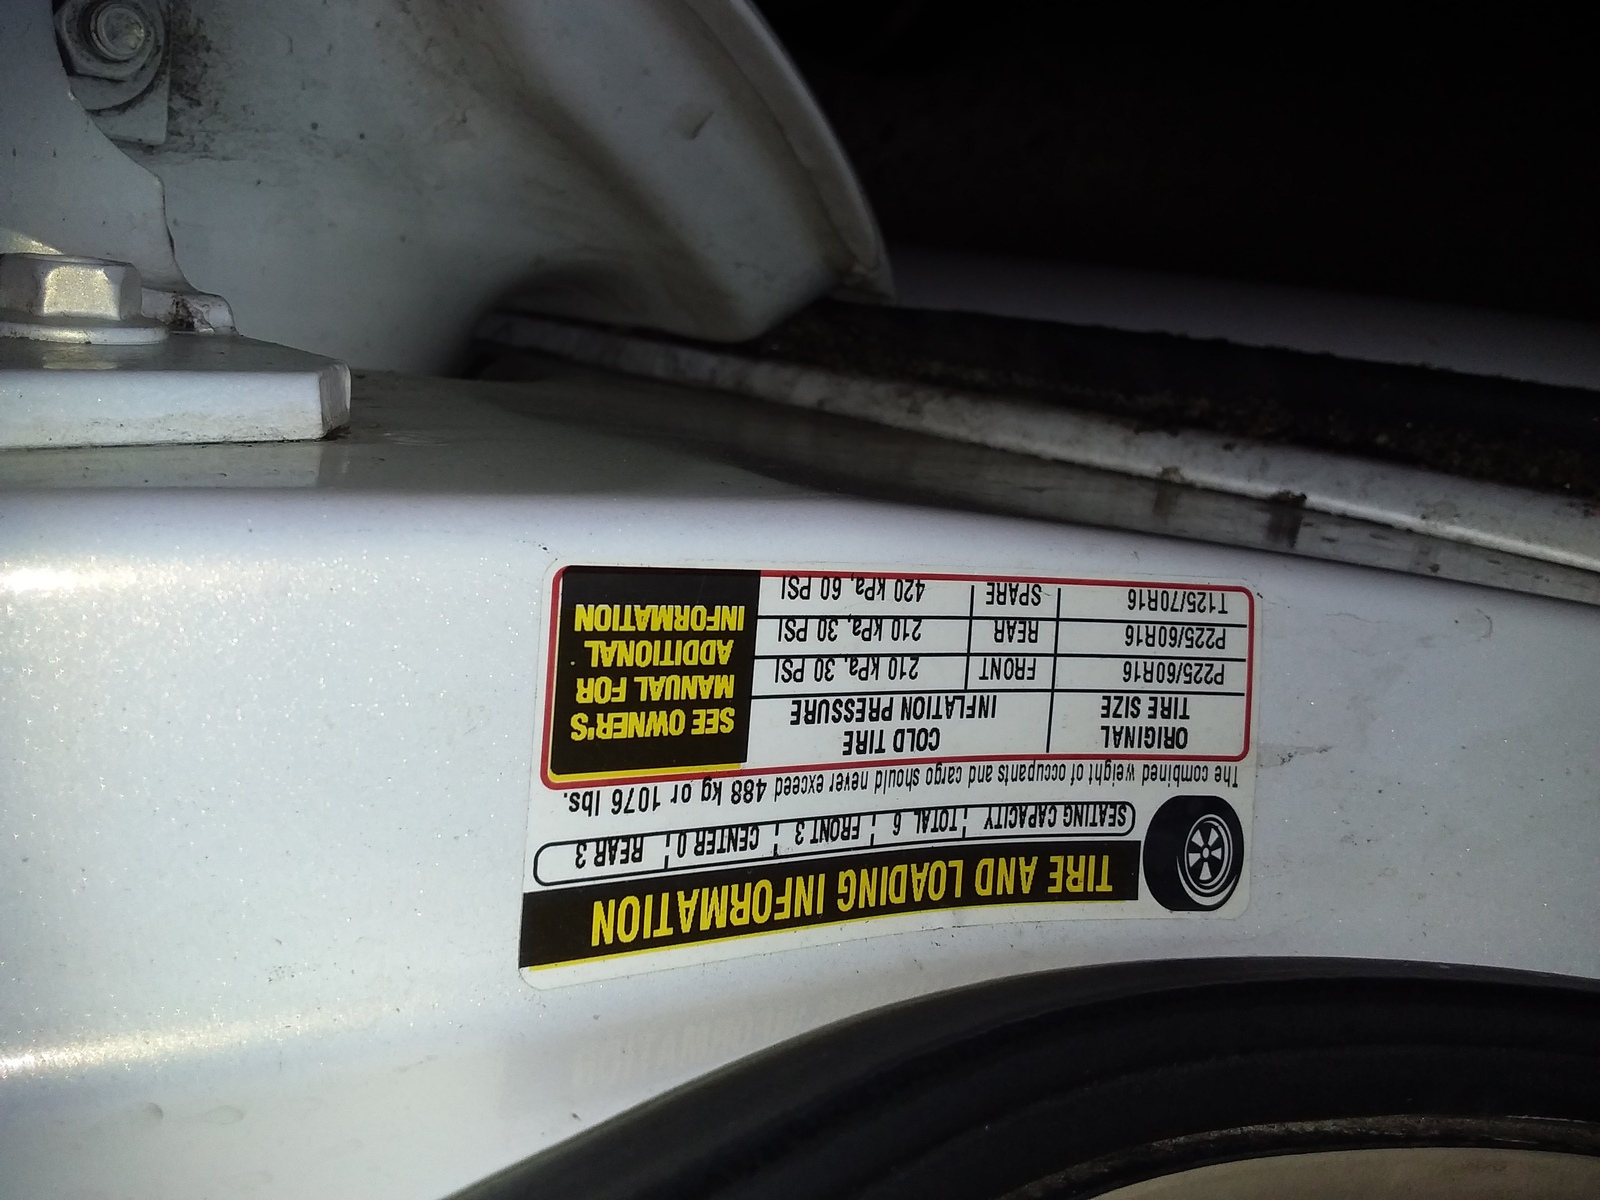 TIRE AND LOADING INFORMATION
SEATING CAPACITY TOTAL 6 FRONT 3 CENTER 0 REAR 3
The combined weight of occupants and cargo should never exceed 488 kg or 1076 lbs.
ORIGINAL TIRE SIZE COLD TIRE INFLATION PRESSURE
P225/60R16 FRONT 210 kPa, 30 PSI
P225/60R16 REAR 210 kPa, 30 PSI
T125/70R16 SPARE 420 kPa, 60 PSI
SEE OWNER'S
MANUAL FOR
ADDITIONAL
INFORMATION